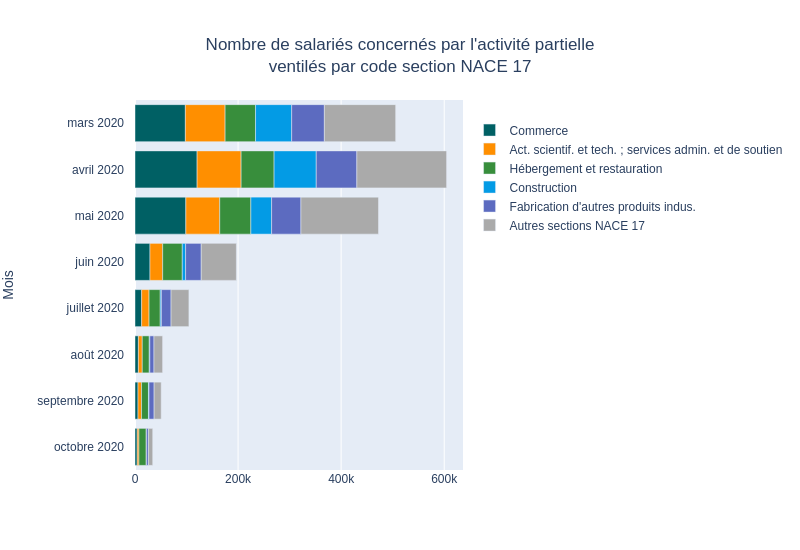 Nombre de salariés concernés par l'activité partielle
ventilés par code section NACE 17
mars 2020
avril 2020
mai 2020
juin 2020
juillet 2020
août 2020
septembre 2020
octobre 2020
Mois
0
200k
400k
600k
Commerce
Act. scientif. et tech. ; services admin. et de soutien
Hébergement et restauration
Construction
Fabrication d'autres produits indus.
Autres sections NACE 17